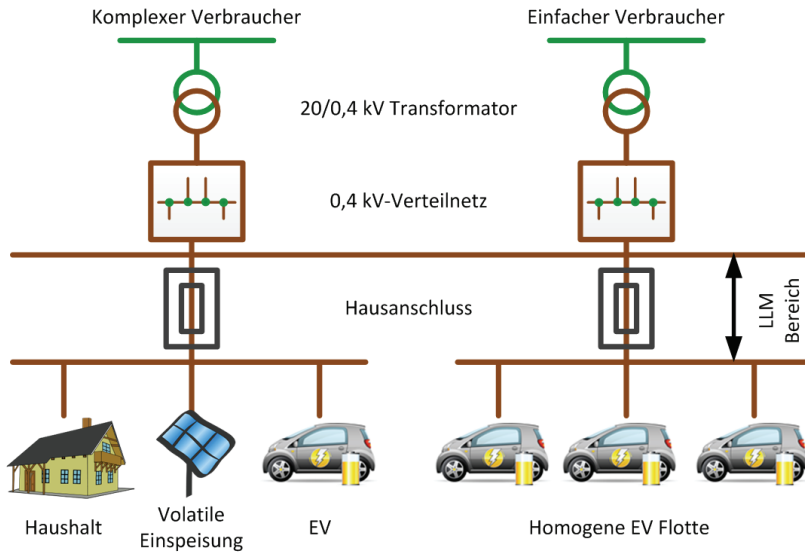 Komplexer Verbraucher
Einfacher Verbraucher
20/0,4 kV Transformator
0,4 kV-Verteilnetz
Hausanschluss
LLM
Bereich
Haushalt
Volatile
Einspeisung
EV
Homogene EV Flotte